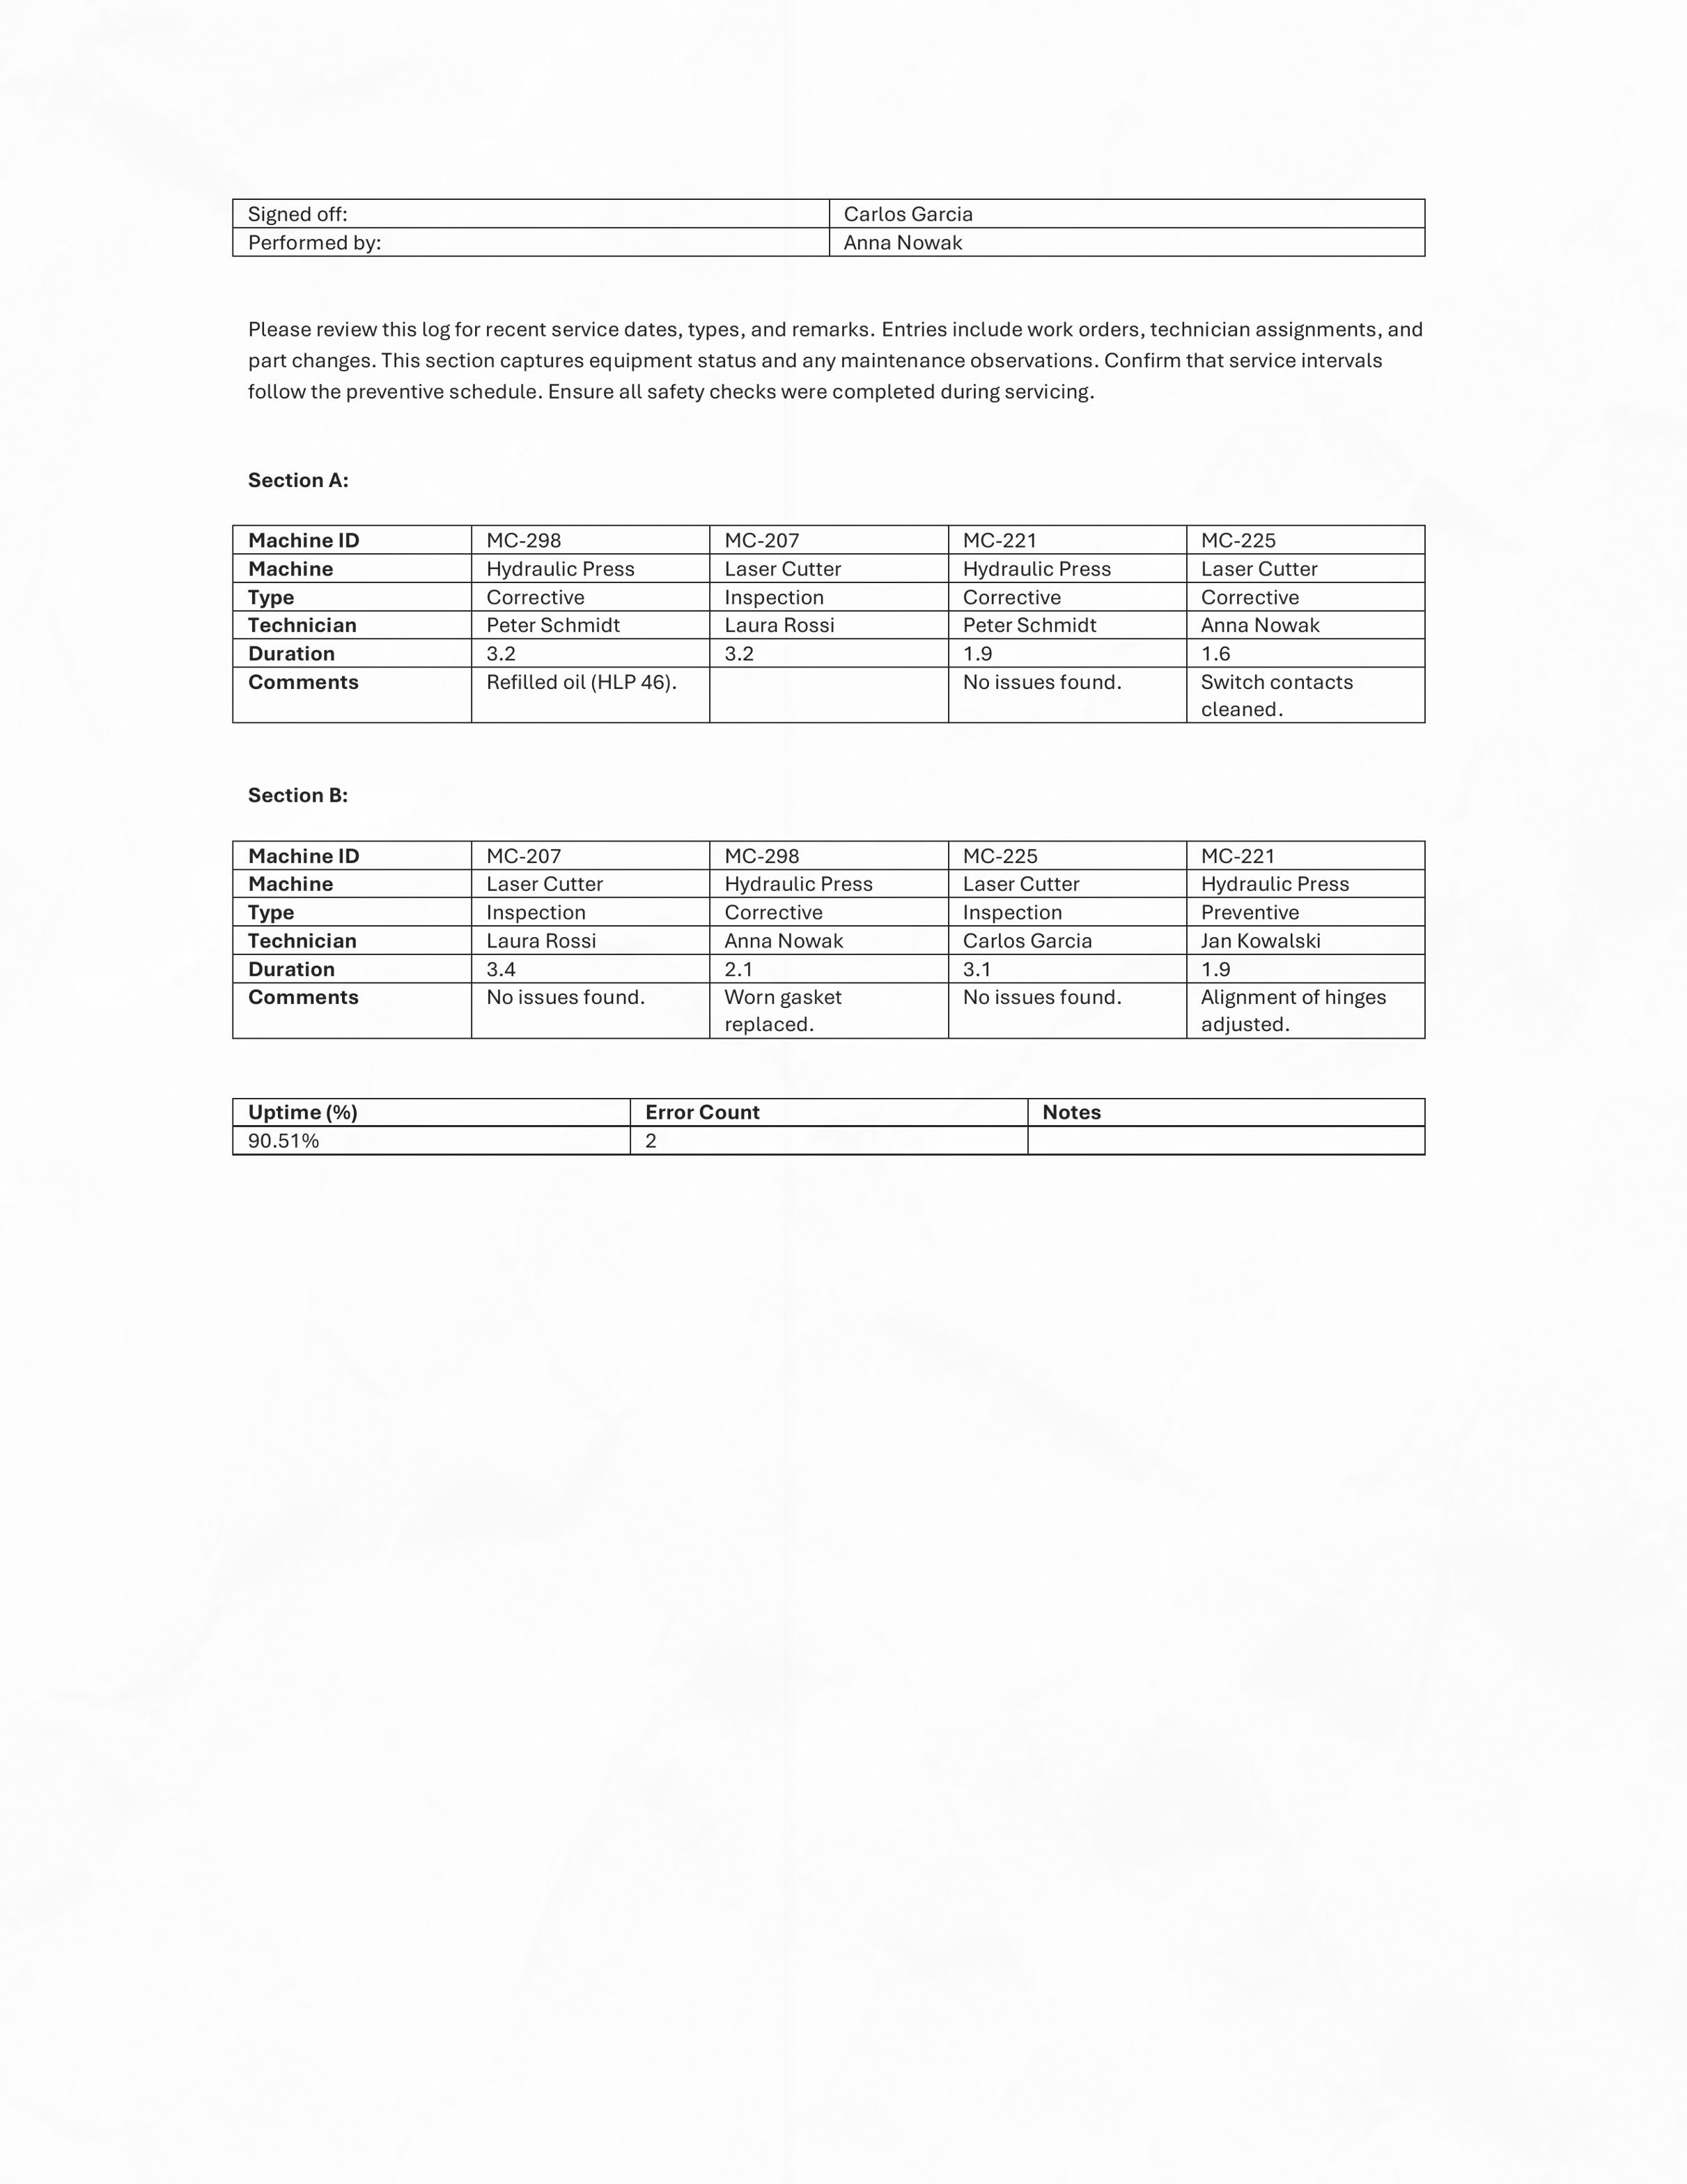 Signed off: Carlos Garcia
Performed by: Anna Nowak
Please review this log for recent service dates, types, and remarks. Entries include work orders, technician assignments, and
part changes. This section captures equipment status and any maintenance observations. Confirm that service intervals
follow the preventive schedule. Ensure all safety checks were completed during servicing.
Section A:
Machine ID MC-298 MC-207 MC-221 MC-225
Machine Hydraulic Press Laser Cutter Hydraulic Press Laser Cutter
Type Corrective Inspection Corrective Corrective
Technician Peter Schmidt Laura Rossi Peter Schmidt Anna Nowak
Duration 3.2 3.2 1.9 1.6
Comments Refilled oil (HLP 46). No issues found. Switch contacts
cleaned.
Section B:
Machine ID MC-207 MC-298 MC-225 MC-221
Machine Laser Cutter Hydraulic Press Laser Cutter Hydraulic Press
Type Inspection Corrective Inspection Preventive
Technician Laura Rossi Anna Nowak Carlos Garcia Jan Kowalski
Duration 3.4 2.1 3.1 1.9
Comments No issues found. Worn gasket No issues found. Alignment of hinges
replaced. adjusted.
Uptime (%) Error Count Notes
90.51% 2